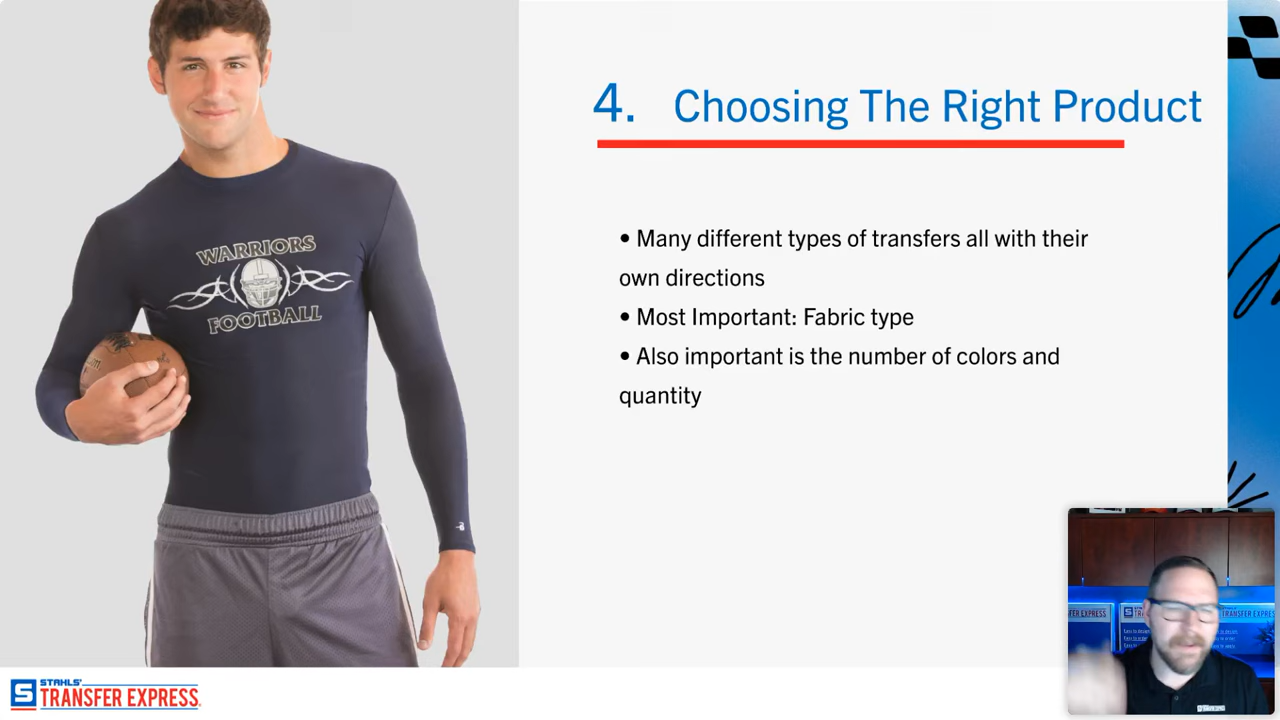 4. Choosing The Right Product
• Many different types of transfers all with their
own directions
• Most Important: Fabric type
• Also important is the number of colors and
quantity
WARRIORS
FOOTBALL
STAHLS'
TRANSFER EXPRESS